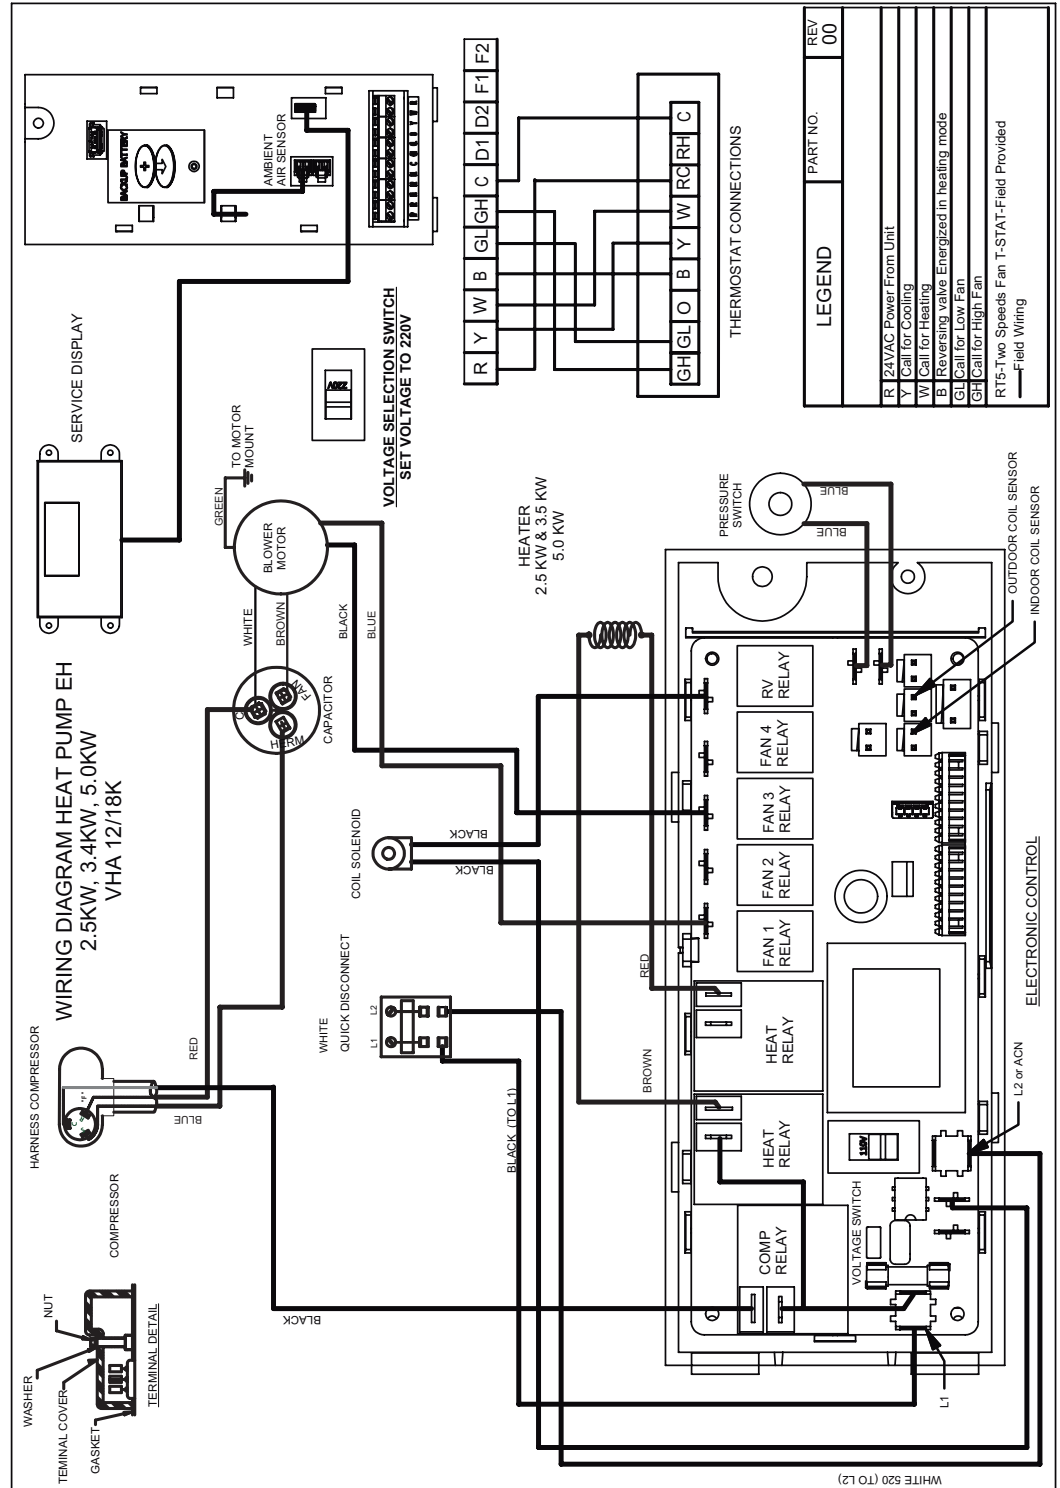 WIRING DIAGRAM HEAT PUMP EH
2.5KW, 3.4KW, 5.0KW
VHA 12/18K
HARNESS COMPRESSOR
COMPRESSOR
NUT
WASHER
TEMINAL COVER
GASKET
TERMINAL DETAIL
BLUE
RED
BLACK
SERVICE DISPLAY
GREEN
TO MOTOR
MOUNT
BLOWER
MOTOR
WHITE
BROWN
BLACK
BLUE
C
FAN
HERM
CAPACITOR
COIL SOLENOID
BLACK
BLACK
WHITE
QUICK DISCONNECT
L1
L2
BLACK (TO L1)
BACKUP BATTERY
AMBIENT
AIR SENSOR
220V
VOLTAGE SELECTION SWITCH
SET VOLTAGE TO 220V
HEATER
2.5 KW & 3.5 KW
5.0 KW
RED
BROWN
R Y W B GL GH C D1 D2 F1 F2
GH GL O B Y W RC RH C
THERMOSTAT CONNECTIONS
PRESSURE
SWITCH
BLUE
BLUE
OUTDOOR COIL SENSOR
INDOOR COIL SENSOR
COMP
RELAY
HEAT
RELAY
HEAT
RELAY
FAN 1
RELAY
FAN 2
RELAY
FAN 3
RELAY
FAN 4
RELAY
RV
RELAY
VOLTAGE SWITCH
110V
L1
L2 or ACN
ELECTRONIC CONTROL
WHITE 520 (TO L2)
LEGEND
PART NO.
REV
00
R 24VAC Power From Unit
Y Call for Cooling
W Call for Heating
B Reversing valve Energized in heating mode
GL Call for Low Fan
GH Call for High Fan
RT5-Two Speeds Fan T-STAT-Field Provided
Field Wiring